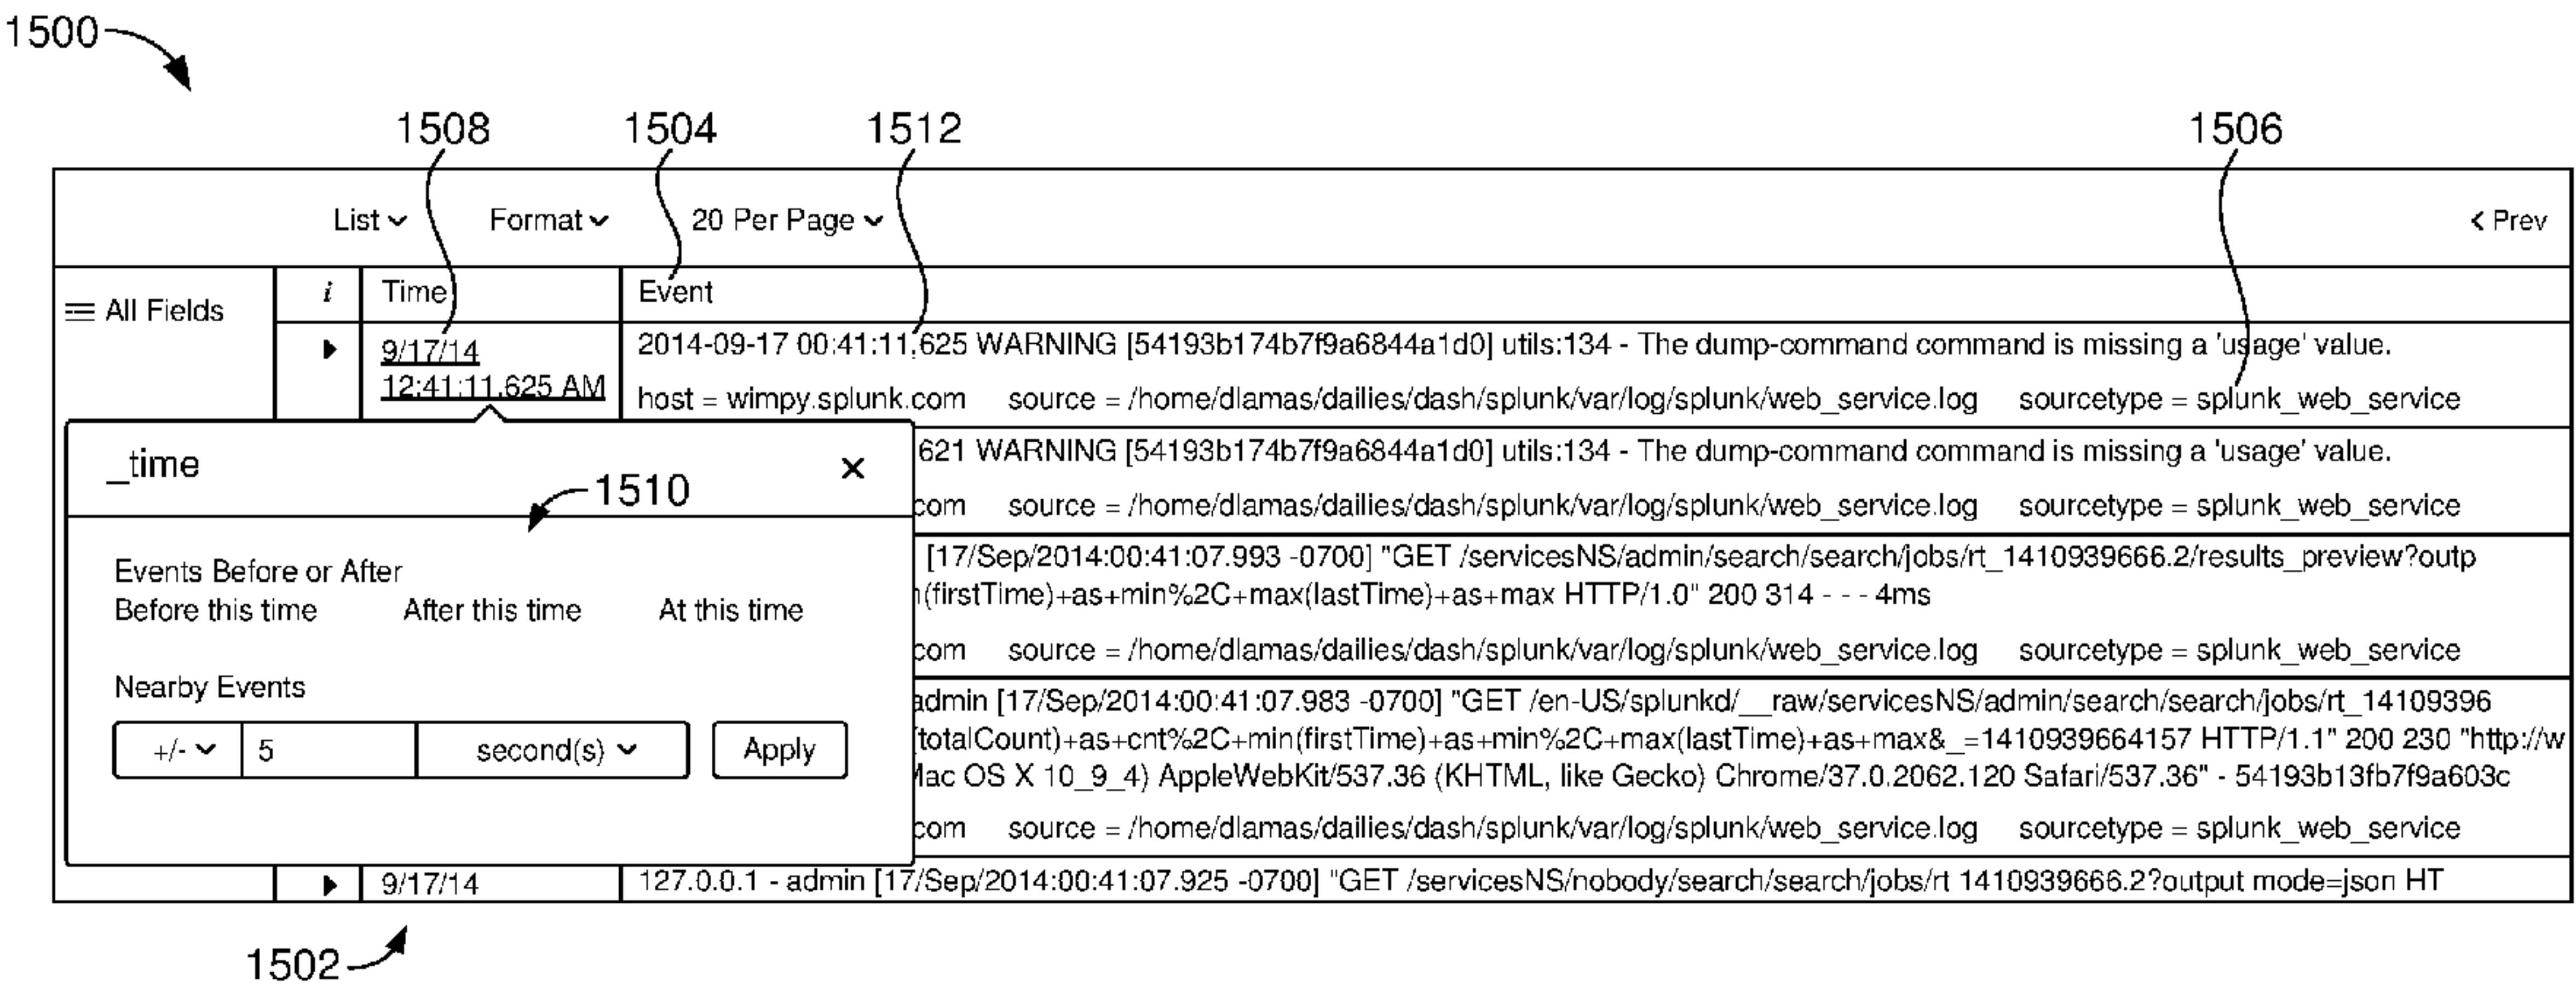 1500
1508 1504 1512 1506
List Format 20 Per Page < Prev
All Fields i Time Event
9/17/14 2014-09-17 00:41:11,625 WARNING [54193b174b7f9a6844a1d0] utils:134 - The dump-command command is missing a 'usage' value.
12:41:11.625 AM host = wimpy.splunk.com source = /home/dlamas/dailies/dash/splunk/var/log/splunk/web_service.log sourcetype = splunk_web_service
621 WARNING [54193b174b7f9a6844a1d0] utils:134 - The dump-command command is missing a 'usage' value.
com source = /home/dlamas/dailies/dash/splunk/var/log/splunk/web_service.log sourcetype = splunk_web_service
[17/Sep/2014:00:41:07.993 -0700] "GET /servicesNS/admin/search/search/jobs/rt_1410939666.2/results_preview?outp
(firstTime)+as+min%2C+max(lastTime)+as+max HTTP/1.0" 200 314 - - - 4ms
com source = /home/dlamas/dailies/dash/splunk/var/log/splunk/web_service.log sourcetype = splunk_web_service
admin [17/Sep/2014:00:41:07.983 -0700] "GET /en-US/splunkd/__raw/servicesNS/admin/search/search/jobs/rt_14109396
totalCount)+as+cnt%2C+min(firstTime)+as+min%2C+max(lastTime)+as+max&_=1410939664157 HTTP/1.1" 200 230 "http://w
Mac OS X 10_9_4) AppleWebKit/537.36 (KHTML, like Gecko) Chrome/37.0.2062.120 Safari/537.36" - 54193b13fb7f9a603c
com source = /home/dlamas/dailies/dash/splunk/var/log/splunk/web_service.log sourcetype = splunk_web_service
_time ×
1510
Events Before or After
Before this time After this time At this time
Nearby Events
+/- 5 second(s) Apply
9/17/14 127.0.0.1 - admin [17/Sep/2014:00:41:07.925 -0700] "GET /servicesNS/nobody/search/search/jobs/rt 1410939666.2?output mode=json HT
1502